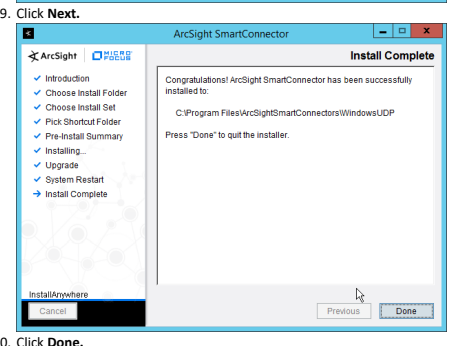 9. Click Next.
ArcSight SmartConnector
ArcSight MICRO FOCUS
Install Complete
Introduction
Choose Install Folder
Choose Install Set
Pick Shortcut Folder
Pre-Install Summary
Installing...
Upgrade
System Restart
Install Complete
Congratulations! ArcSight SmartConnector has been successfully
installed to:
C:\Program Files\ArcSightSmartConnectors\WindowsUDP
Press "Done" to quit the installer.
InstallAnywhere
Cancel
Previous
Done
0. Click Done.